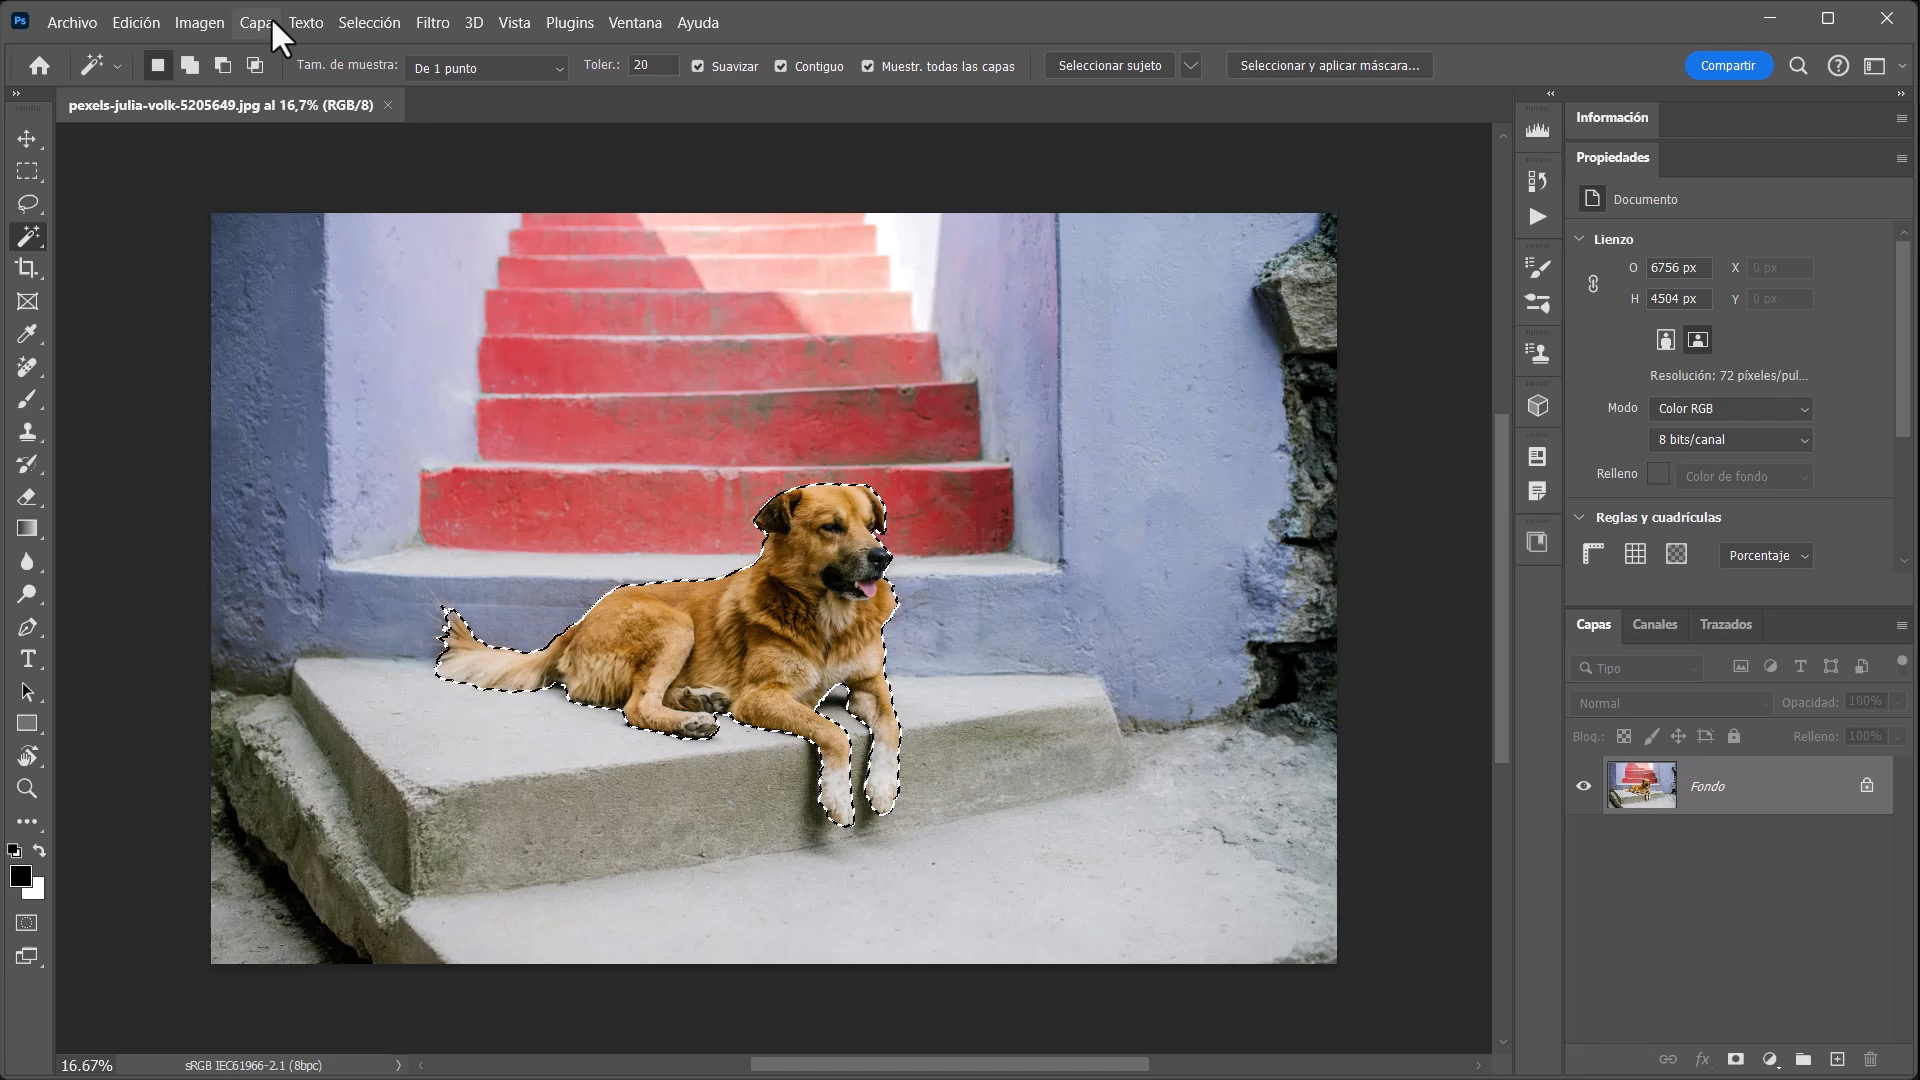 Ps Archivo Edición Imagen Capa Texto Selección Filtro 3D Vista Plugins Ventana Ayuda
Tam. de muestra: De 1 punto Toler.: 20 Suavizar Contiguo Muestr. todas las capas Seleccionar sujeto Seleccionar y aplicar máscara... Compartir
pexels-julia-volk-5205649.jpg al 16,7% (RGB/8)
Información
Propiedades
Documento
Lienzo
O 6756 px X 0 px
H 4504 px Y 0 px
Resolución: 72 píxeles/pul...
Modo Color RGB
8 bits/canal
Relleno Color de fondo
Reglas y cuadrículas
Porcentaje
Capas Canales Trazados
Tipo
Normal Opacidad: 100%
Bloq.: Relleno: 100%
Fondo
fx
16.67% sRGB IEC61966-2.1 (8bpc)